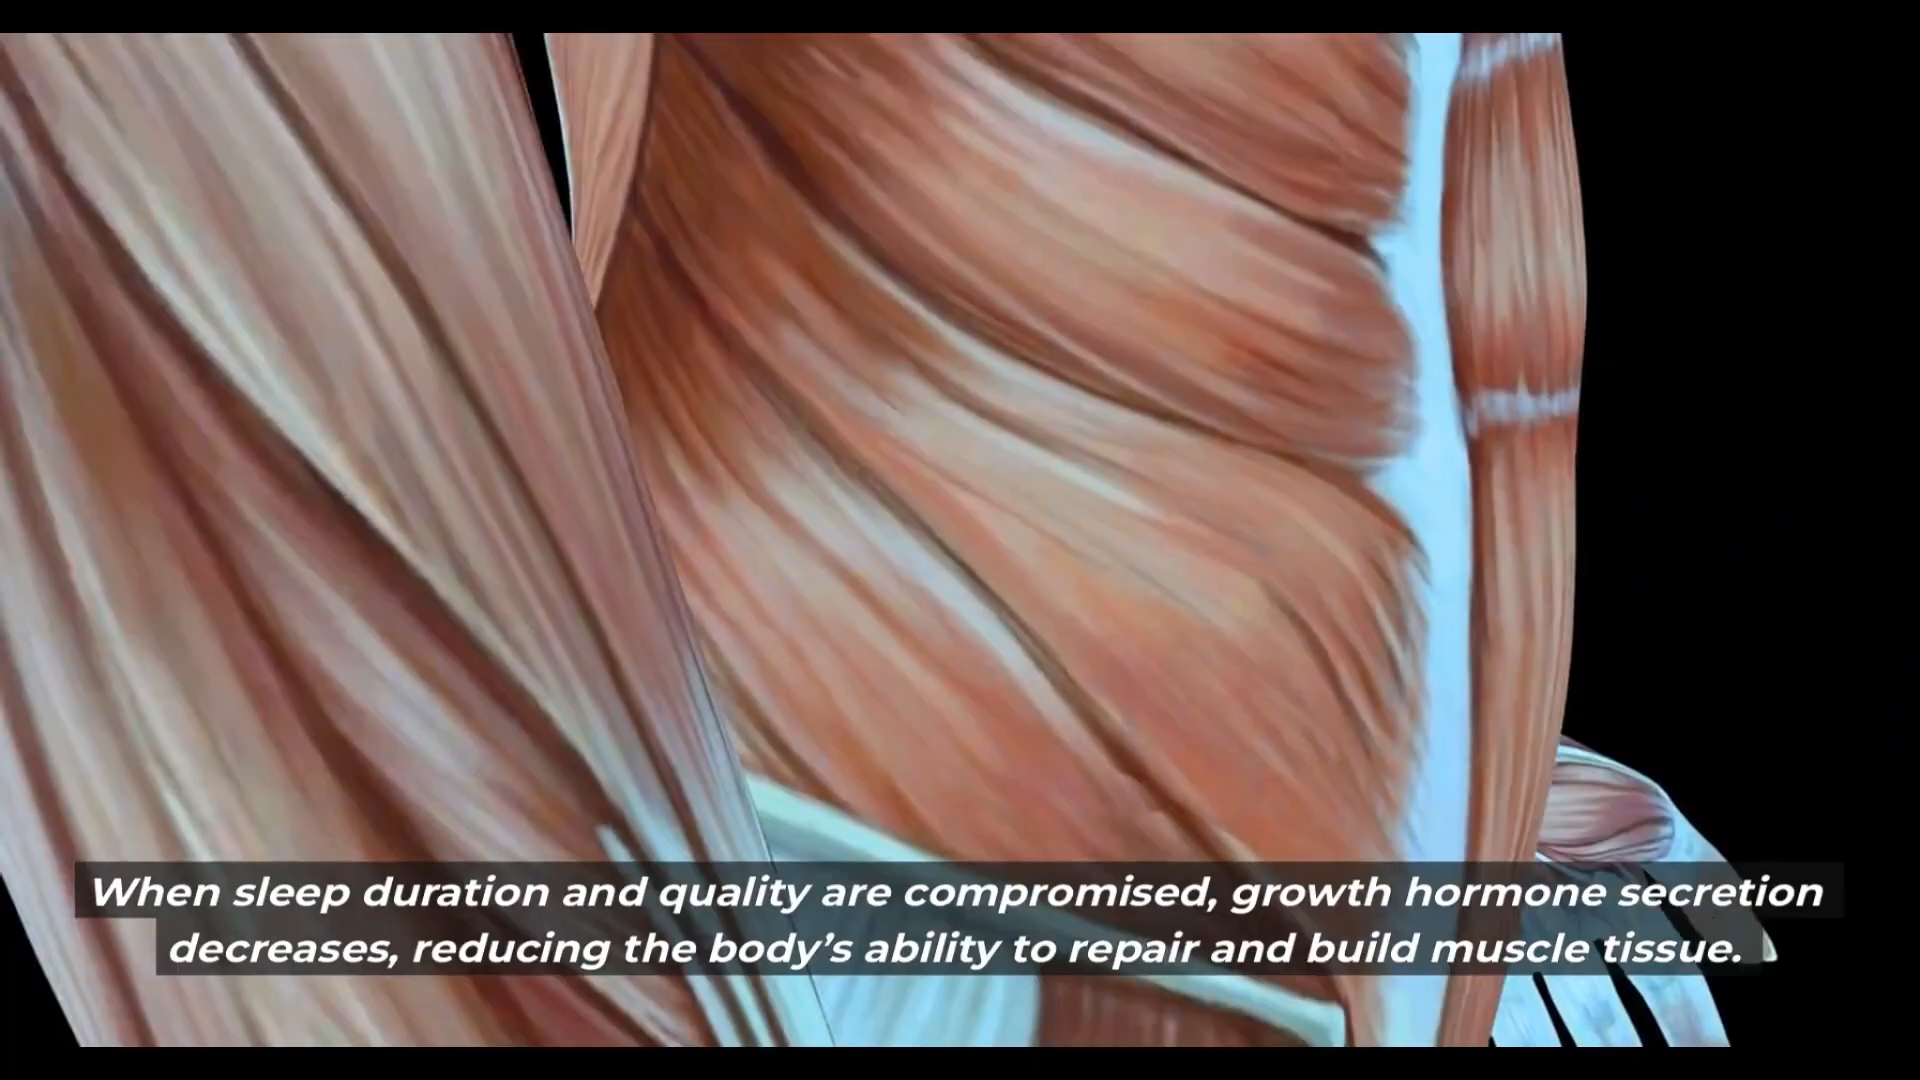 When sleep duration and quality are compromised, growth hormone secretion
decreases, reducing the body’s ability to repair and build muscle tissue.